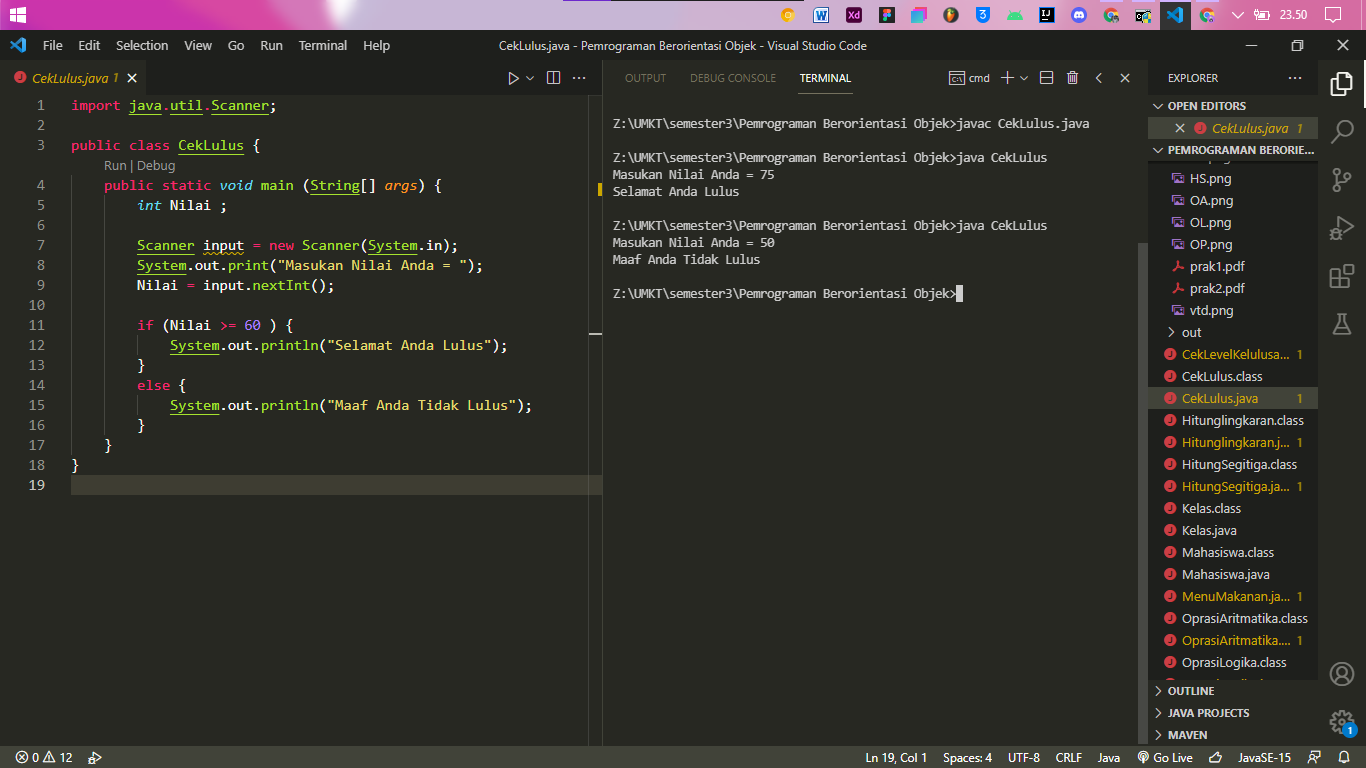 23.50
File Edit Selection View Go Run Terminal Help
CekLulus.java - Pemrograman Berorientasi Objek - Visual Studio Code
CekLulus.java 1
1 import java.util.Scanner;
2
3 public class CekLulus {
Run | Debug
4 public static void main (String[] args) {
5 int Nilai ;
6
7 Scanner input = new Scanner(System.in);
8 System.out.print("Masukan Nilai Anda = ");
9 Nilai = input.nextInt();
10
11 if (Nilai >= 60 ) {
12 System.out.println("Selamat Anda Lulus");
13 }
14 else {
15 System.out.println("Maaf Anda Tidak Lulus");
16 }
17 }
18 }
19
OUTPUT DEBUG CONSOLE TERMINAL
cmd
Z:\UMKT\semester3\Pemrograman Berorientasi Objek>javac CekLulus.java
Z:\UMKT\semester3\Pemrograman Berorientasi Objek>java CekLulus
Masukan Nilai Anda = 75
Selamat Anda Lulus
Z:\UMKT\semester3\Pemrograman Berorientasi Objek>java CekLulus
Masukan Nilai Anda = 50
Maaf Anda Tidak Lulus
Z:\UMKT\semester3\Pemrograman Berorientasi Objek>
EXPLORER
OPEN EDITORS
CekLulus.java 1
PEMROGRAMAN BERORIE...
HS.png
OA.png
OL.png
OP.png
prak1.pdf
prak2.pdf
vtd.png
out
CekLevelKelulusa... 1
CekLulus.class
CekLulus.java 1
Hitunglingkaran.class
Hitunglingkaran.j... 1
HitungSegitiga.class
HitungSegitiga.ja... 1
Kelas.class
Kelas.java
Mahasiswa.class
Mahasiswa.java
MenuMakanan.ja... 1
OprasiAritmatika.class
OprasiAritmatika.... 1
OprasiLogika.class
OUTLINE
JAVA PROJECTS
MAVEN
1
0 12
Ln 19, Col 1 Spaces: 4 UTF-8 CRLF Java Go Live JavaSE-15